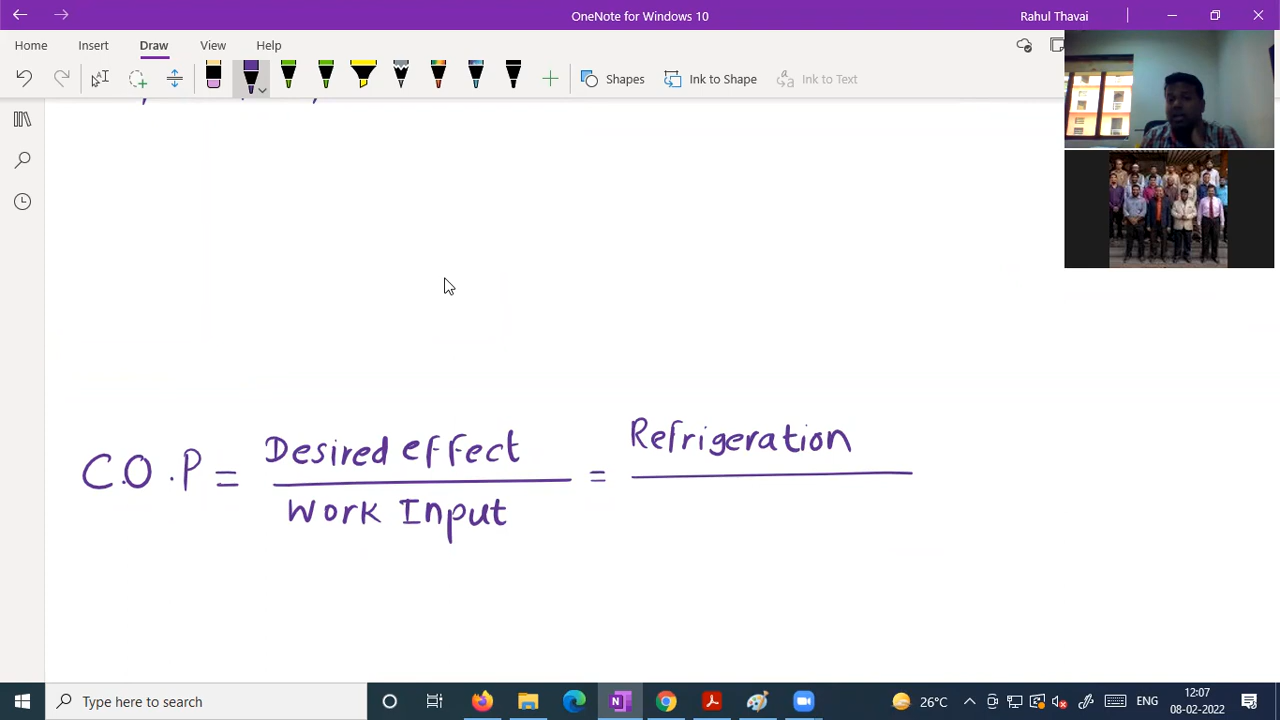 OneNote for Windows 10
Rahul Thavai
Home Insert Draw View Help
Shapes Ink to Shape Ink to Text
C.O.P = Desired effect / Work Input = Refrigeration
Type here to search
26°C ENG 12:07
08-02-2022